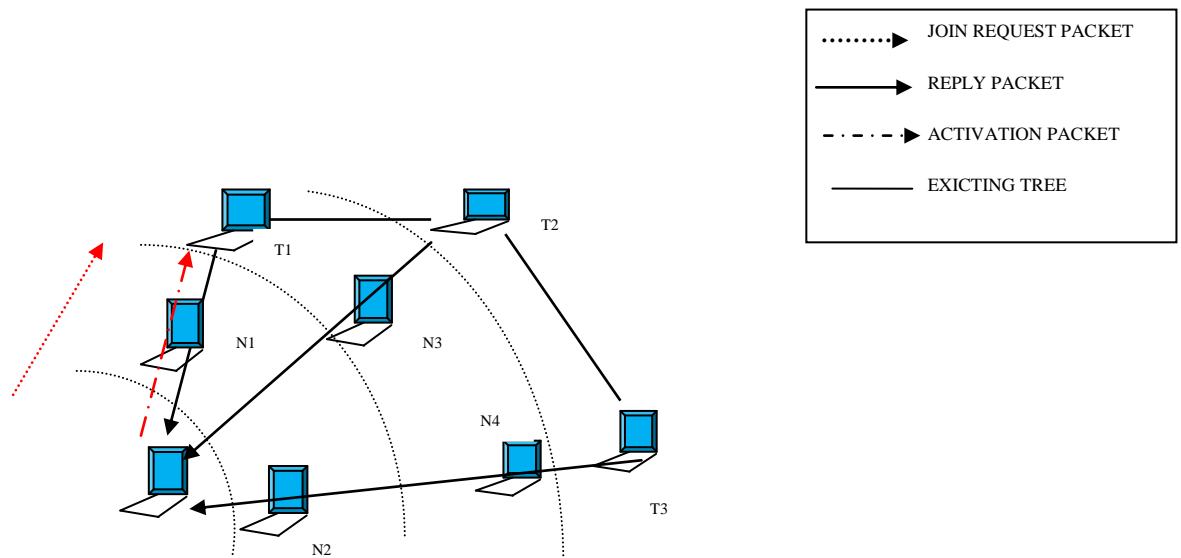 JOIN REQUEST PACKET
REPLY PACKET
ACTIVATION PACKET
EXICTING TREE
T1
T2
N1
N3
N4
T3
N2